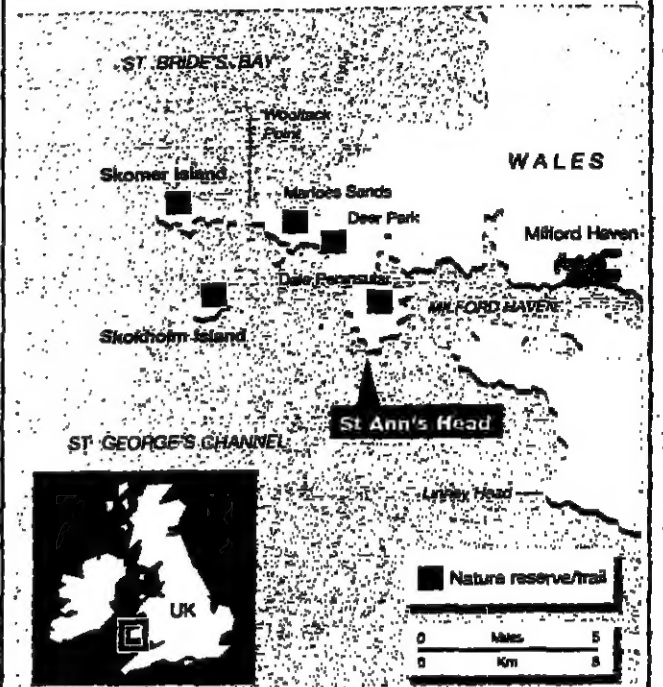 ST BRIDE'S BAY
Wooltack
Point
WALES
Skomer Island
Marloes Sands
Deer Park
Milford Haven
Dale Peninsular
MILFORD HAVEN
Skokholm Island
St Ann's Head
ST GEORGE'S CHANNEL
Linney Head
UK
Nature reserve/trail
0 Miles 5
0 Km 8